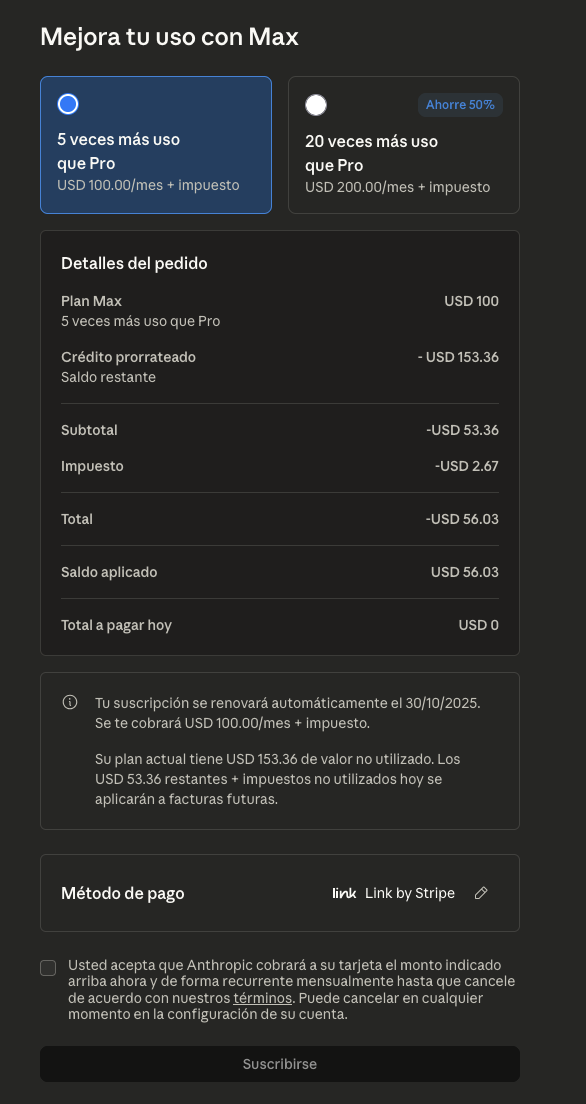 Mejora tu uso con Max
5 veces más uso
que Pro
USD 100.00/mes + impuesto
Ahorre 50%
20 veces más uso
que Pro
USD 200.00/mes + impuesto
Detalles del pedido
Plan Max USD 100
5 veces más uso que Pro
Crédito prorrateado - USD 153.36
Saldo restante
Subtotal -USD 53.36
Impuesto -USD 2.67
Total -USD 56.03
Saldo aplicado USD 56.03
Total a pagar hoy USD 0
Tu suscripción se renovará automáticamente el 30/10/2025.
Se te cobrará USD 100.00/mes + impuesto.
Su plan actual tiene USD 153.36 de valor no utilizado. Los
USD 53.36 restantes + impuestos no utilizados hoy se
aplicarán a facturas futuras.
Método de pago link Link by Stripe
Usted acepta que Anthropic cobrará a su tarjeta el monto indicado
arriba ahora y de forma recurrente mensualmente hasta que cancele
de acuerdo con nuestros términos. Puede cancelar en cualquier
momento en la configuración de su cuenta.
Suscribirse